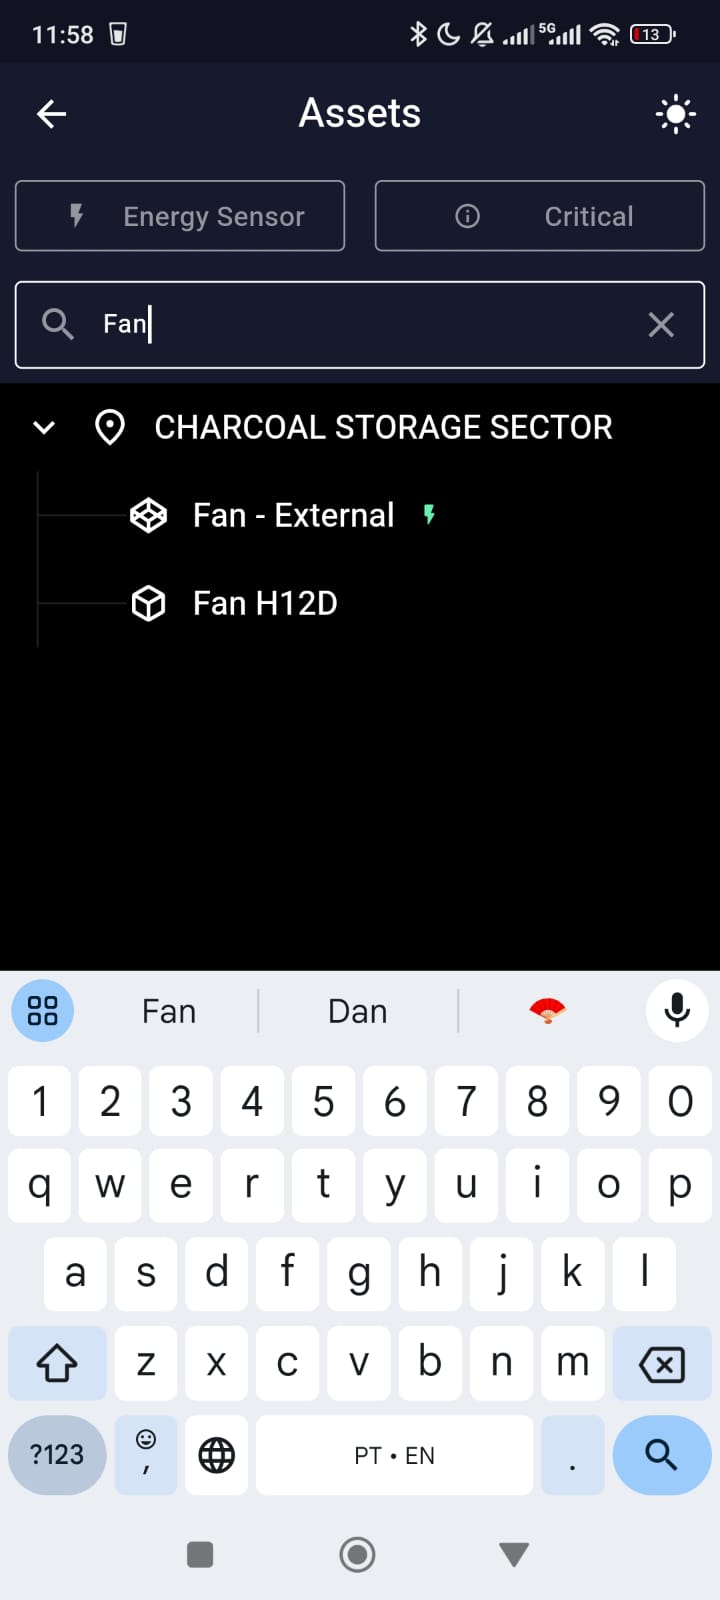 11:58 5G 13
Assets
Energy Sensor Critical
Fan
CHARCOAL STORAGE SECTOR
Fan - External
Fan H12D
Fan Dan
1 2 3 4 5 6 7 8 9 0
q w e r t y u i o p
a s d f g h j k l
z x c v b n m
?123 , PT • EN .